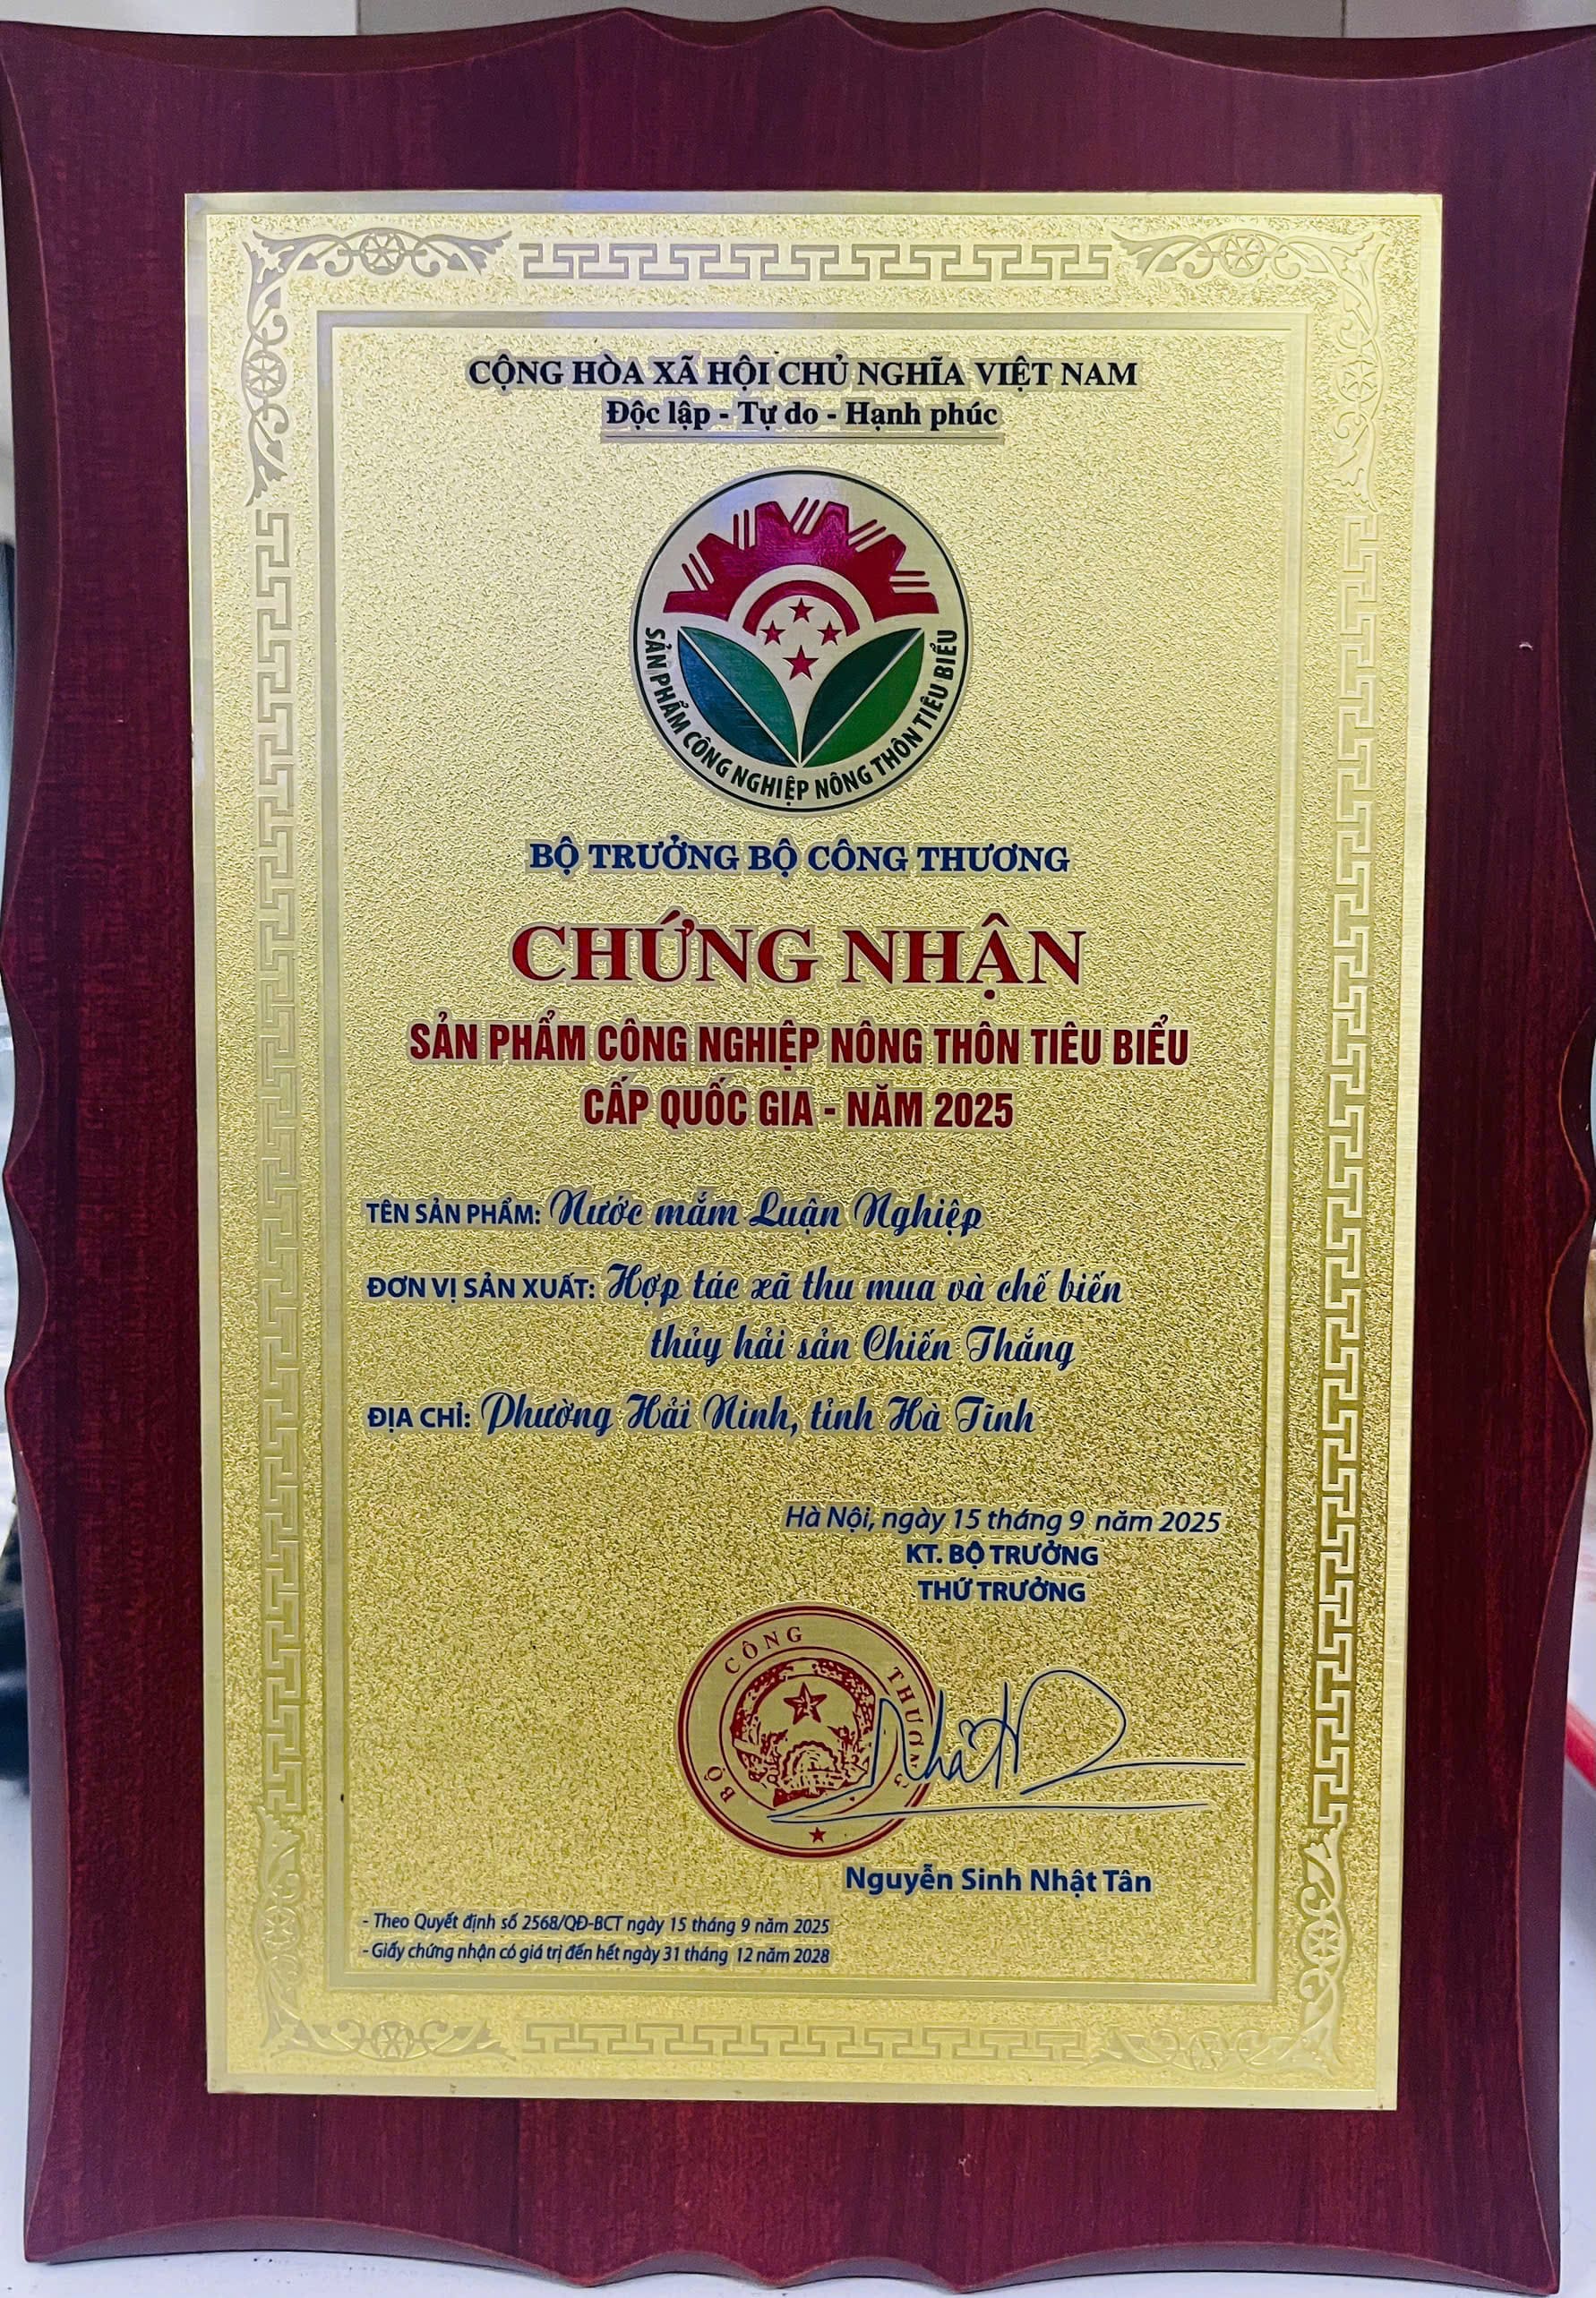 CỘNG HÒA XÃ HỘI CHỦ NGHĨA VIỆT NAM
Độc lập - Tự do - Hạnh phúc
SẢN PHẨM CÔNG NGHIỆP NÔNG THÔN TIÊU BIỂU
BỘ TRƯỞNG BỘ CÔNG THƯƠNG
CHỨNG NHẬN
SẢN PHẨM CÔNG NGHIỆP NÔNG THÔN TIÊU BIỂU
CẤP QUỐC GIA - NĂM 2025
TÊN SẢN PHẨM: Nước mắm Luận Nghiệp
ĐƠN VỊ SẢN XUẤT: Hợp tác xã thu mua và chế biến
thủy hải sản Chiến Thắng
ĐỊA CHỈ: Phường Hải Ninh, tỉnh Hà Tĩnh
Hà Nội, ngày 15 tháng 9 năm 2025
KT. BỘ TRƯỞNG
THỨ TRƯỞNG
BỘ CÔNG THƯƠNG
Nguyễn Sinh Nhật Tân
- Theo Quyết định số 2568/QĐ-BCT ngày 15 tháng 9 năm 2025
- Giấy chứng nhận có giá trị đến hết ngày 31 tháng 12 năm 2028